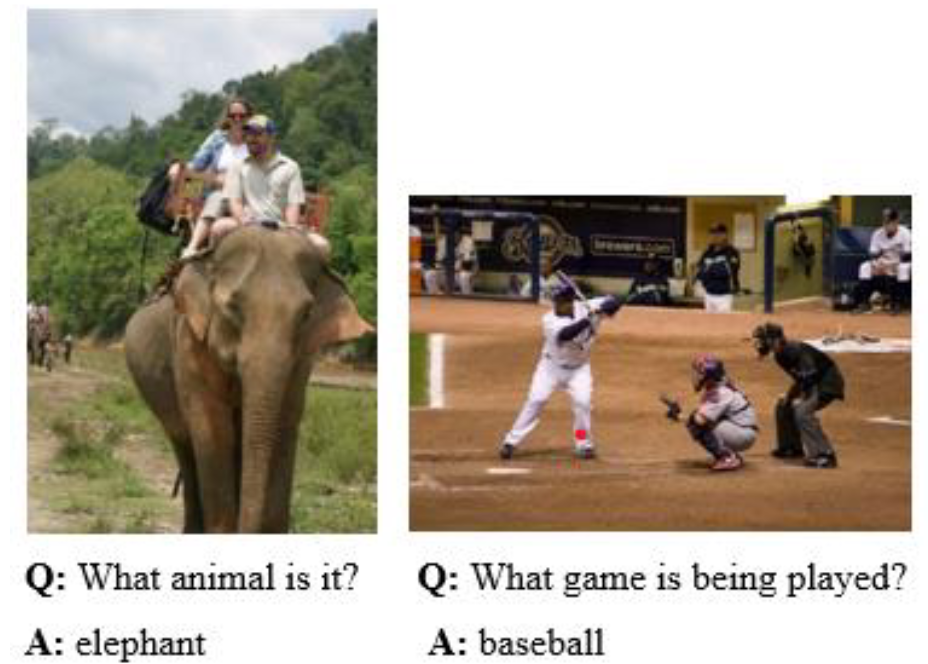 brewers.com
Q: What animal is it?
A: elephant
Q: What game is being played?
A: baseball